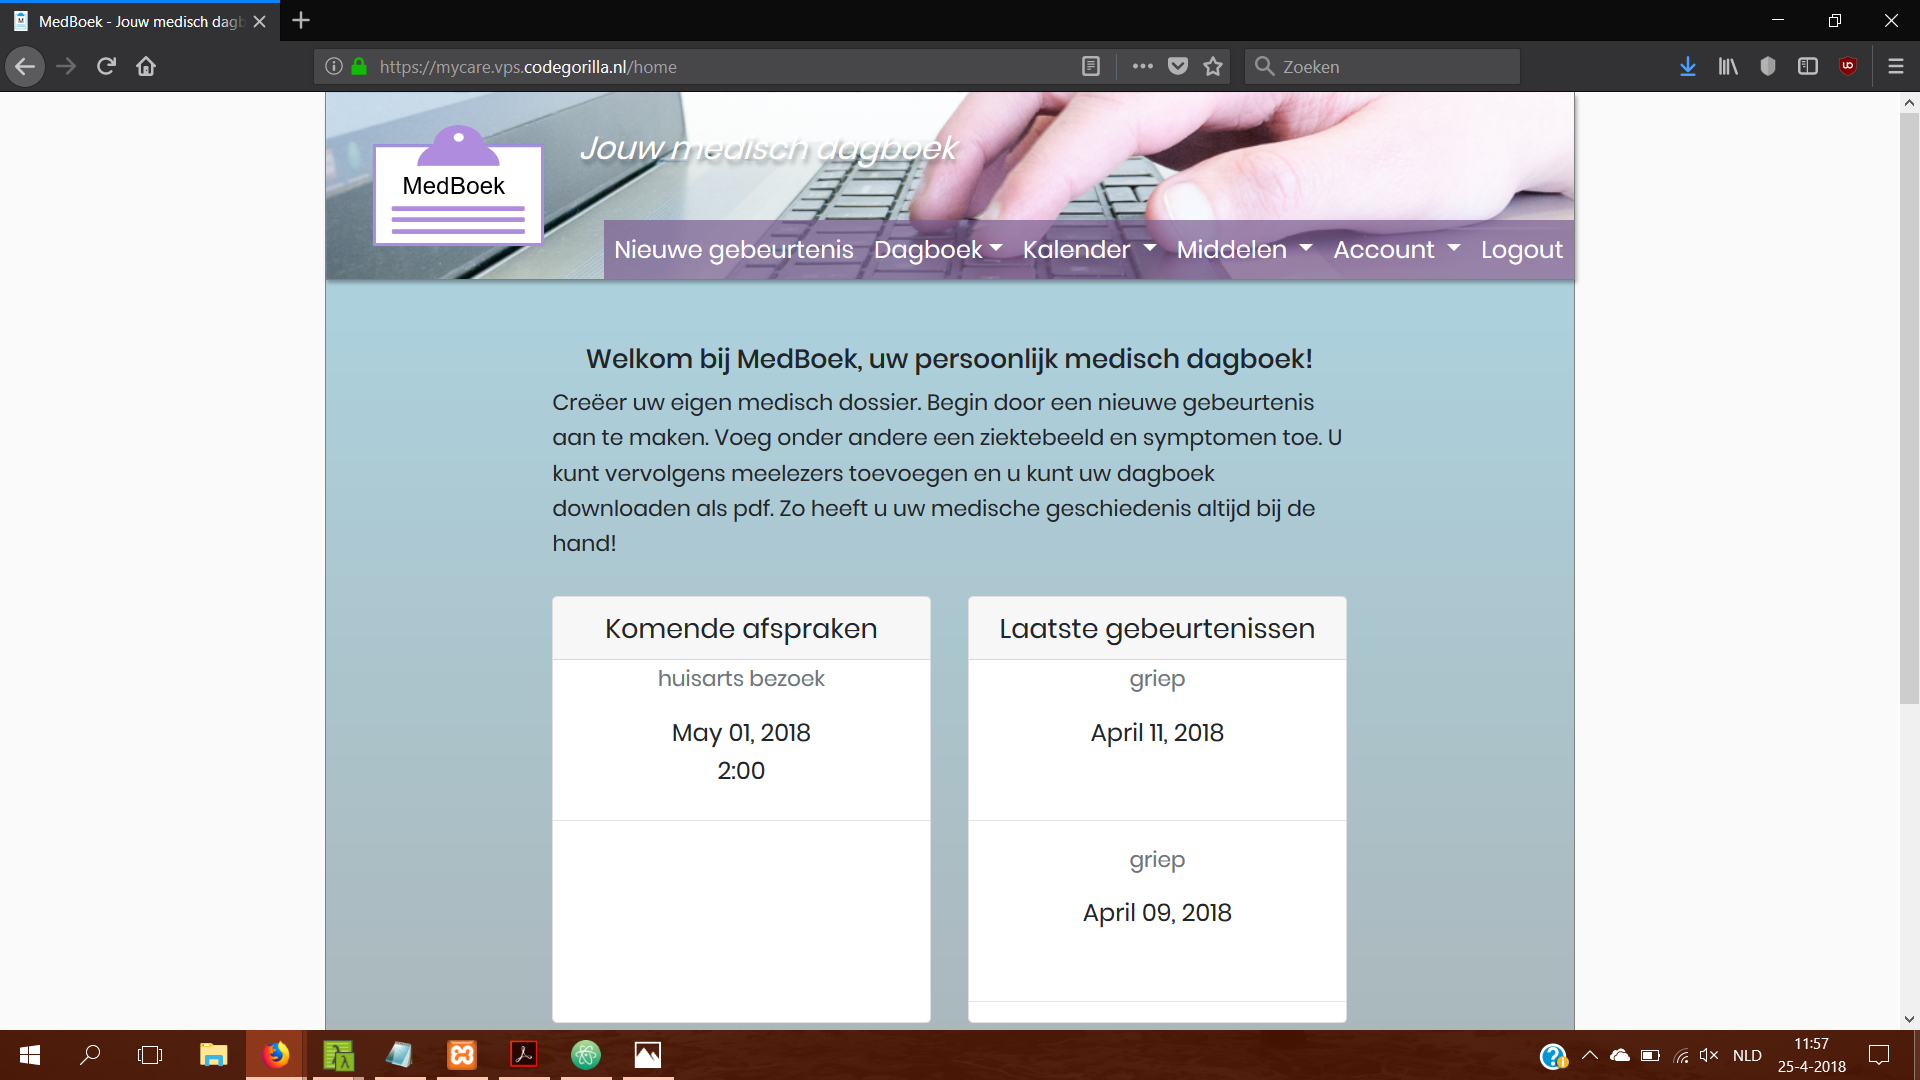 MedBoek - Jouw medisch dagb
https://mycare.vps.codegorilla.nl/home
Zoeken
Jouw medisch dagboek
MedBoek
Nieuwe gebeurtenis Dagboek Kalender Middelen Account Logout
Welkom bij MedBoek, uw persoonlijk medisch dagboek!
Creëer uw eigen medisch dossier. Begin door een nieuwe gebeurtenis
aan te maken. Voeg onder andere een ziektebeeld en symptomen toe. U
kunt vervolgens meelezers toevoegen en u kunt uw dagboek
downloaden als pdf. Zo heeft u uw medische geschiedenis altijd bij de
hand!
Komende afspraken
huisarts bezoek
May 01, 2018
2:00
Laatste gebeurtenissen
griep
April 11, 2018
griep
April 09, 2018
NLD
11:57
25-4-2018